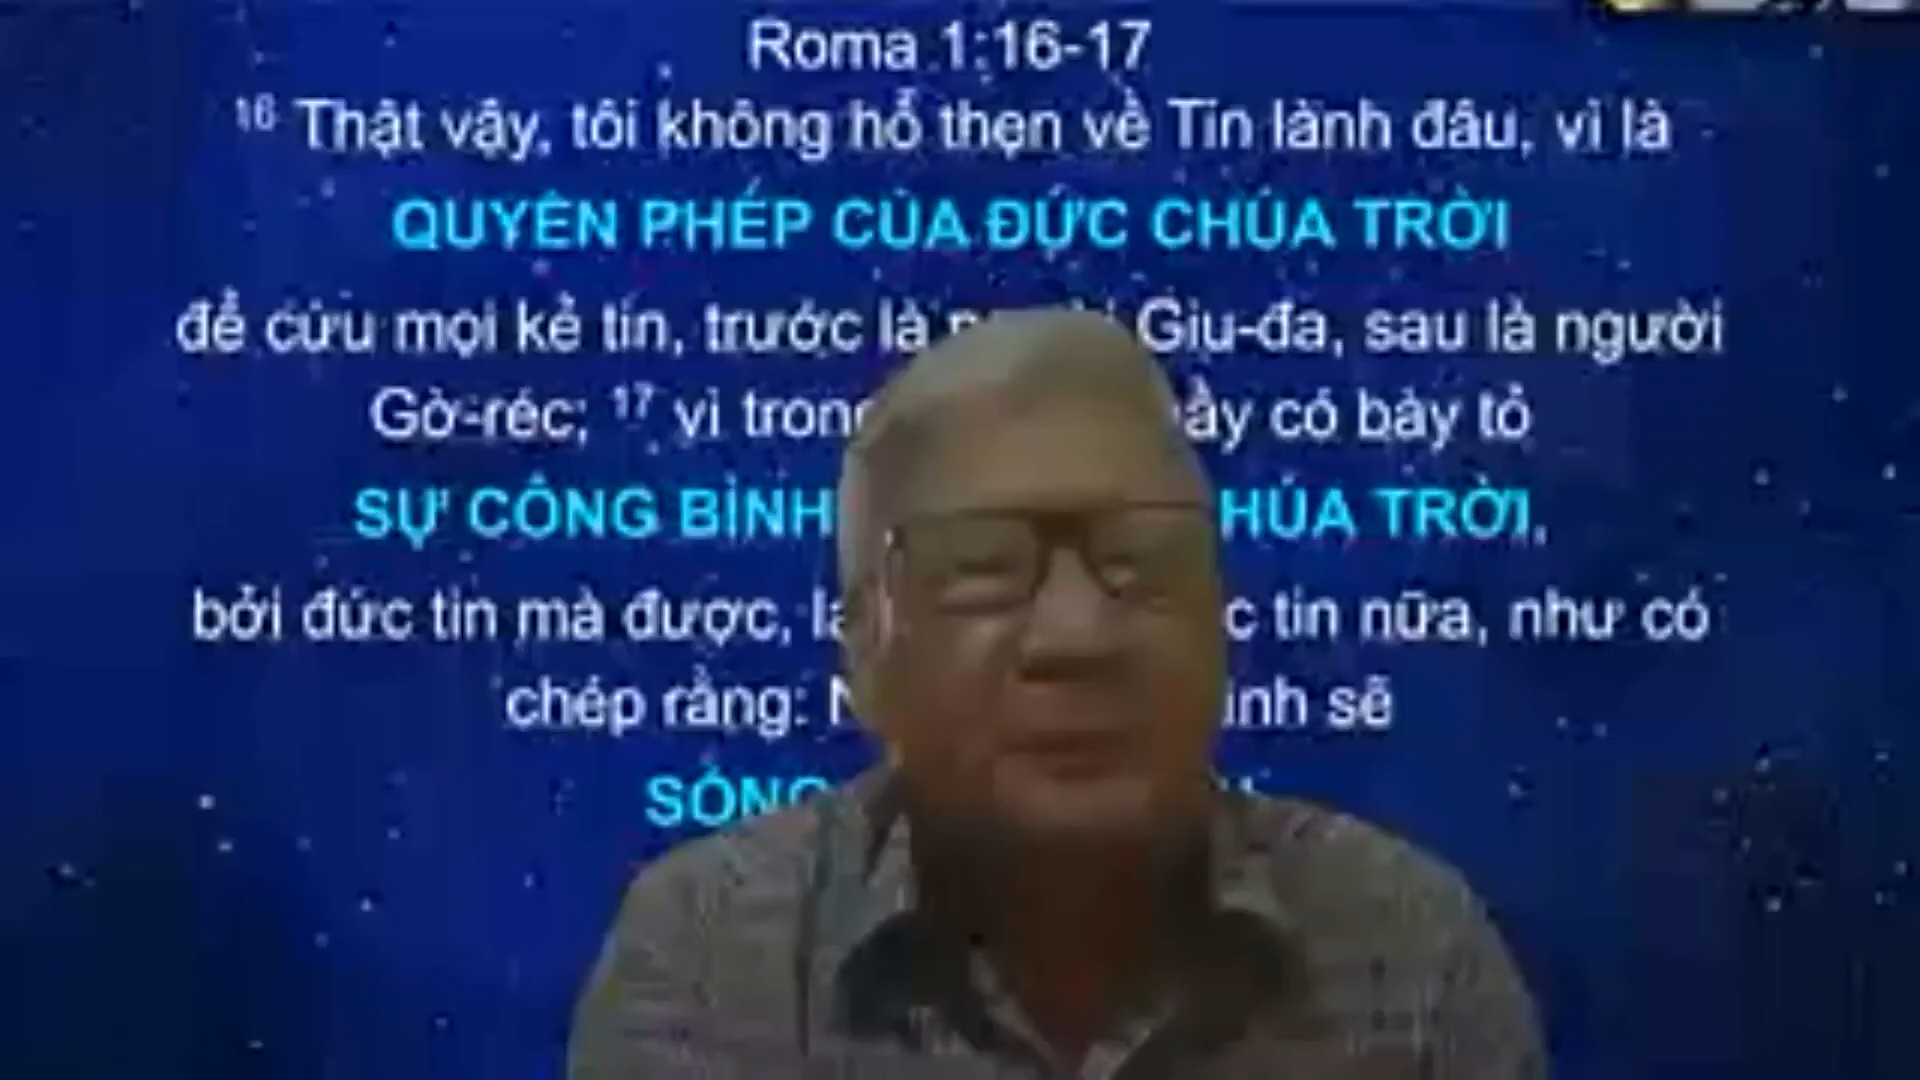 Roma 1:16-17
16 Thật vậy, tôi không hổ thẹn về Tin lành đâu, vì là
QUYỀN PHÉP CỦA ĐỨC CHÚA TRỜI
để cứu mọi kẻ tin, trước là Giu-đa, sau là người
Gờ-réc; 17 vì có bày tỏ
SỰ CÔNG BÌNH TRỜI,
bởi đức tin mà được, tin nữa, như có
chép rằng: sẽ